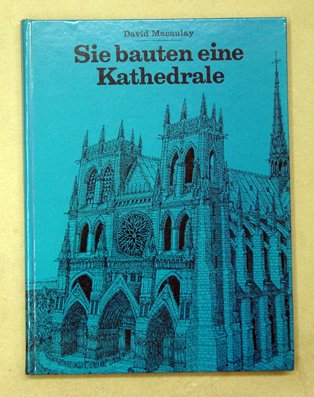 David Macaulay
Sie bauten eine
Kathedrale